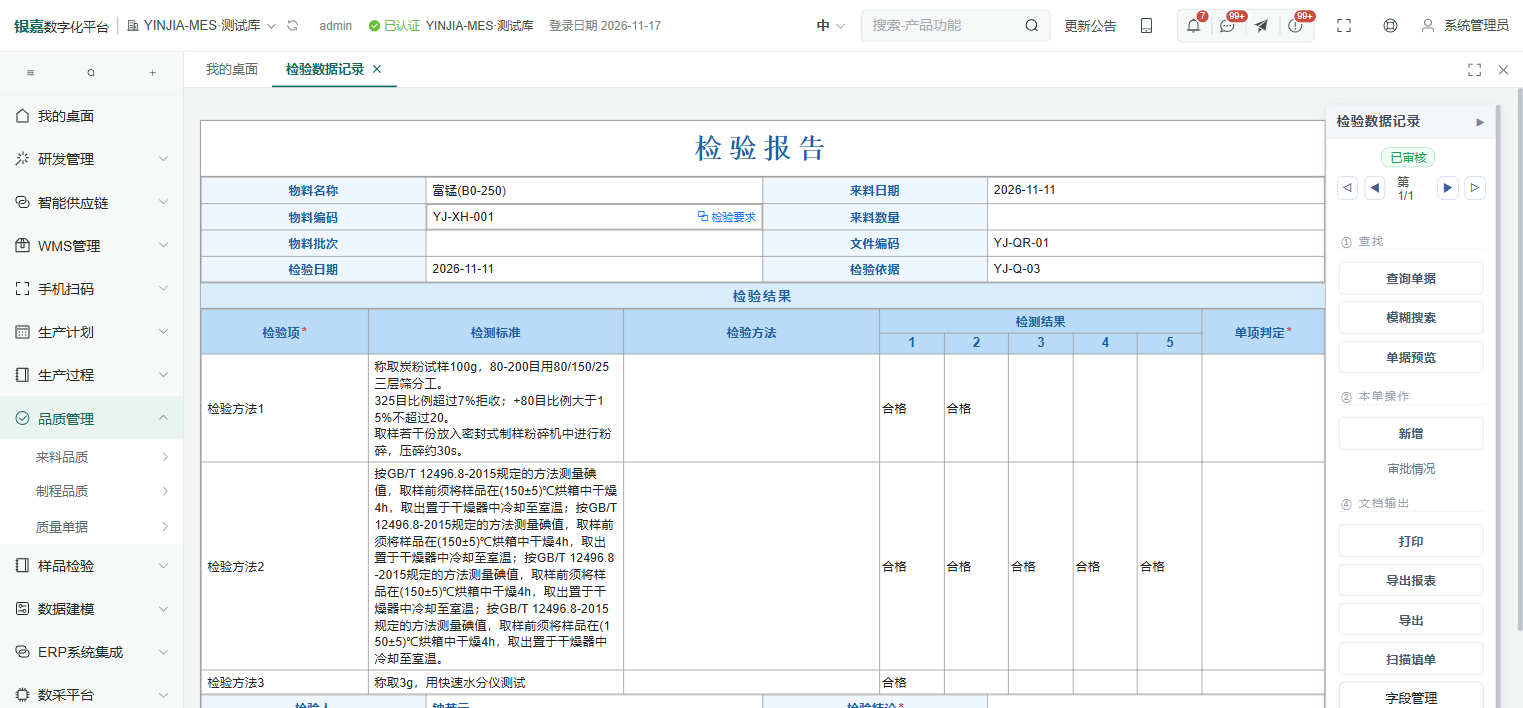 银嘉数字化平台 YINJIA-MES·测试库 admin 已认证 YINJIA-MES·测试库 登录日期 2026-11-17 中 搜索-产品功能 更新公告 7 99+ 99+ 系统管理员
我的桌面 检验数据记录
我的桌面
研发管理
智能供应链
WMS管理
手机扫码
生产计划
生产过程
品质管理
来料品质
制程品质
质量单据
样品检验
数据建模
ERP系统集成
数采平台
检验报告
物料名称 富锰(B0-250) 来料日期 2026-11-11
物料编码 YJ-XH-001 检验要求 来料数量
物料批次 文件编码 YJ-QR-01
检验日期 2026-11-11 检验依据 YJ-Q-03
检验结果
检验项* 检测标准 检验方法 检测结果 单项判定*
1 2 3 4 5
检验方法1
称取炭粉试样100g，80-200目用80/150/25
三层筛分工。
325目比例超过7%拒收；+80目比例大于1
5%不超过20。
取样若干份放入密封式制样粉碎机中进行粉
碎，压碎约30s。
合格 合格
检验方法2
按GB/T 12496.8-2015规定的方法测量碘
值，取样前须将样品在(150±5)℃烘箱中干燥
4h，取出置于干燥器中冷却至室温；按GB/T
12496.8-2015规定的方法测量碘值，取样前
须将样品在(150±5)℃烘箱中干燥4h，取出
置于干燥器中冷却至室温；按GB/T 12496.8
-2015规定的方法测量碘值，取样前须将样
品在(150±5)℃烘箱中干燥4h，取出置于干
燥器中冷却至室温；按GB/T 12496.8-2015
规定的方法测量碘值，取样前须将样品在(1
50±5)℃烘箱中干燥4h，取出置于干燥器中
冷却至室温。
合格 合格 合格 合格 合格
检验方法3 称取3g，用快速水分仪测试 合格
检验人 检验结论*
检验数据记录
已审核
第
1/1
① 查找
查询单据
模糊搜索
单据预览
② 本单操作
新增
审批情况
④ 文档输出
打印
导出报表
导出
扫描填单
字段管理